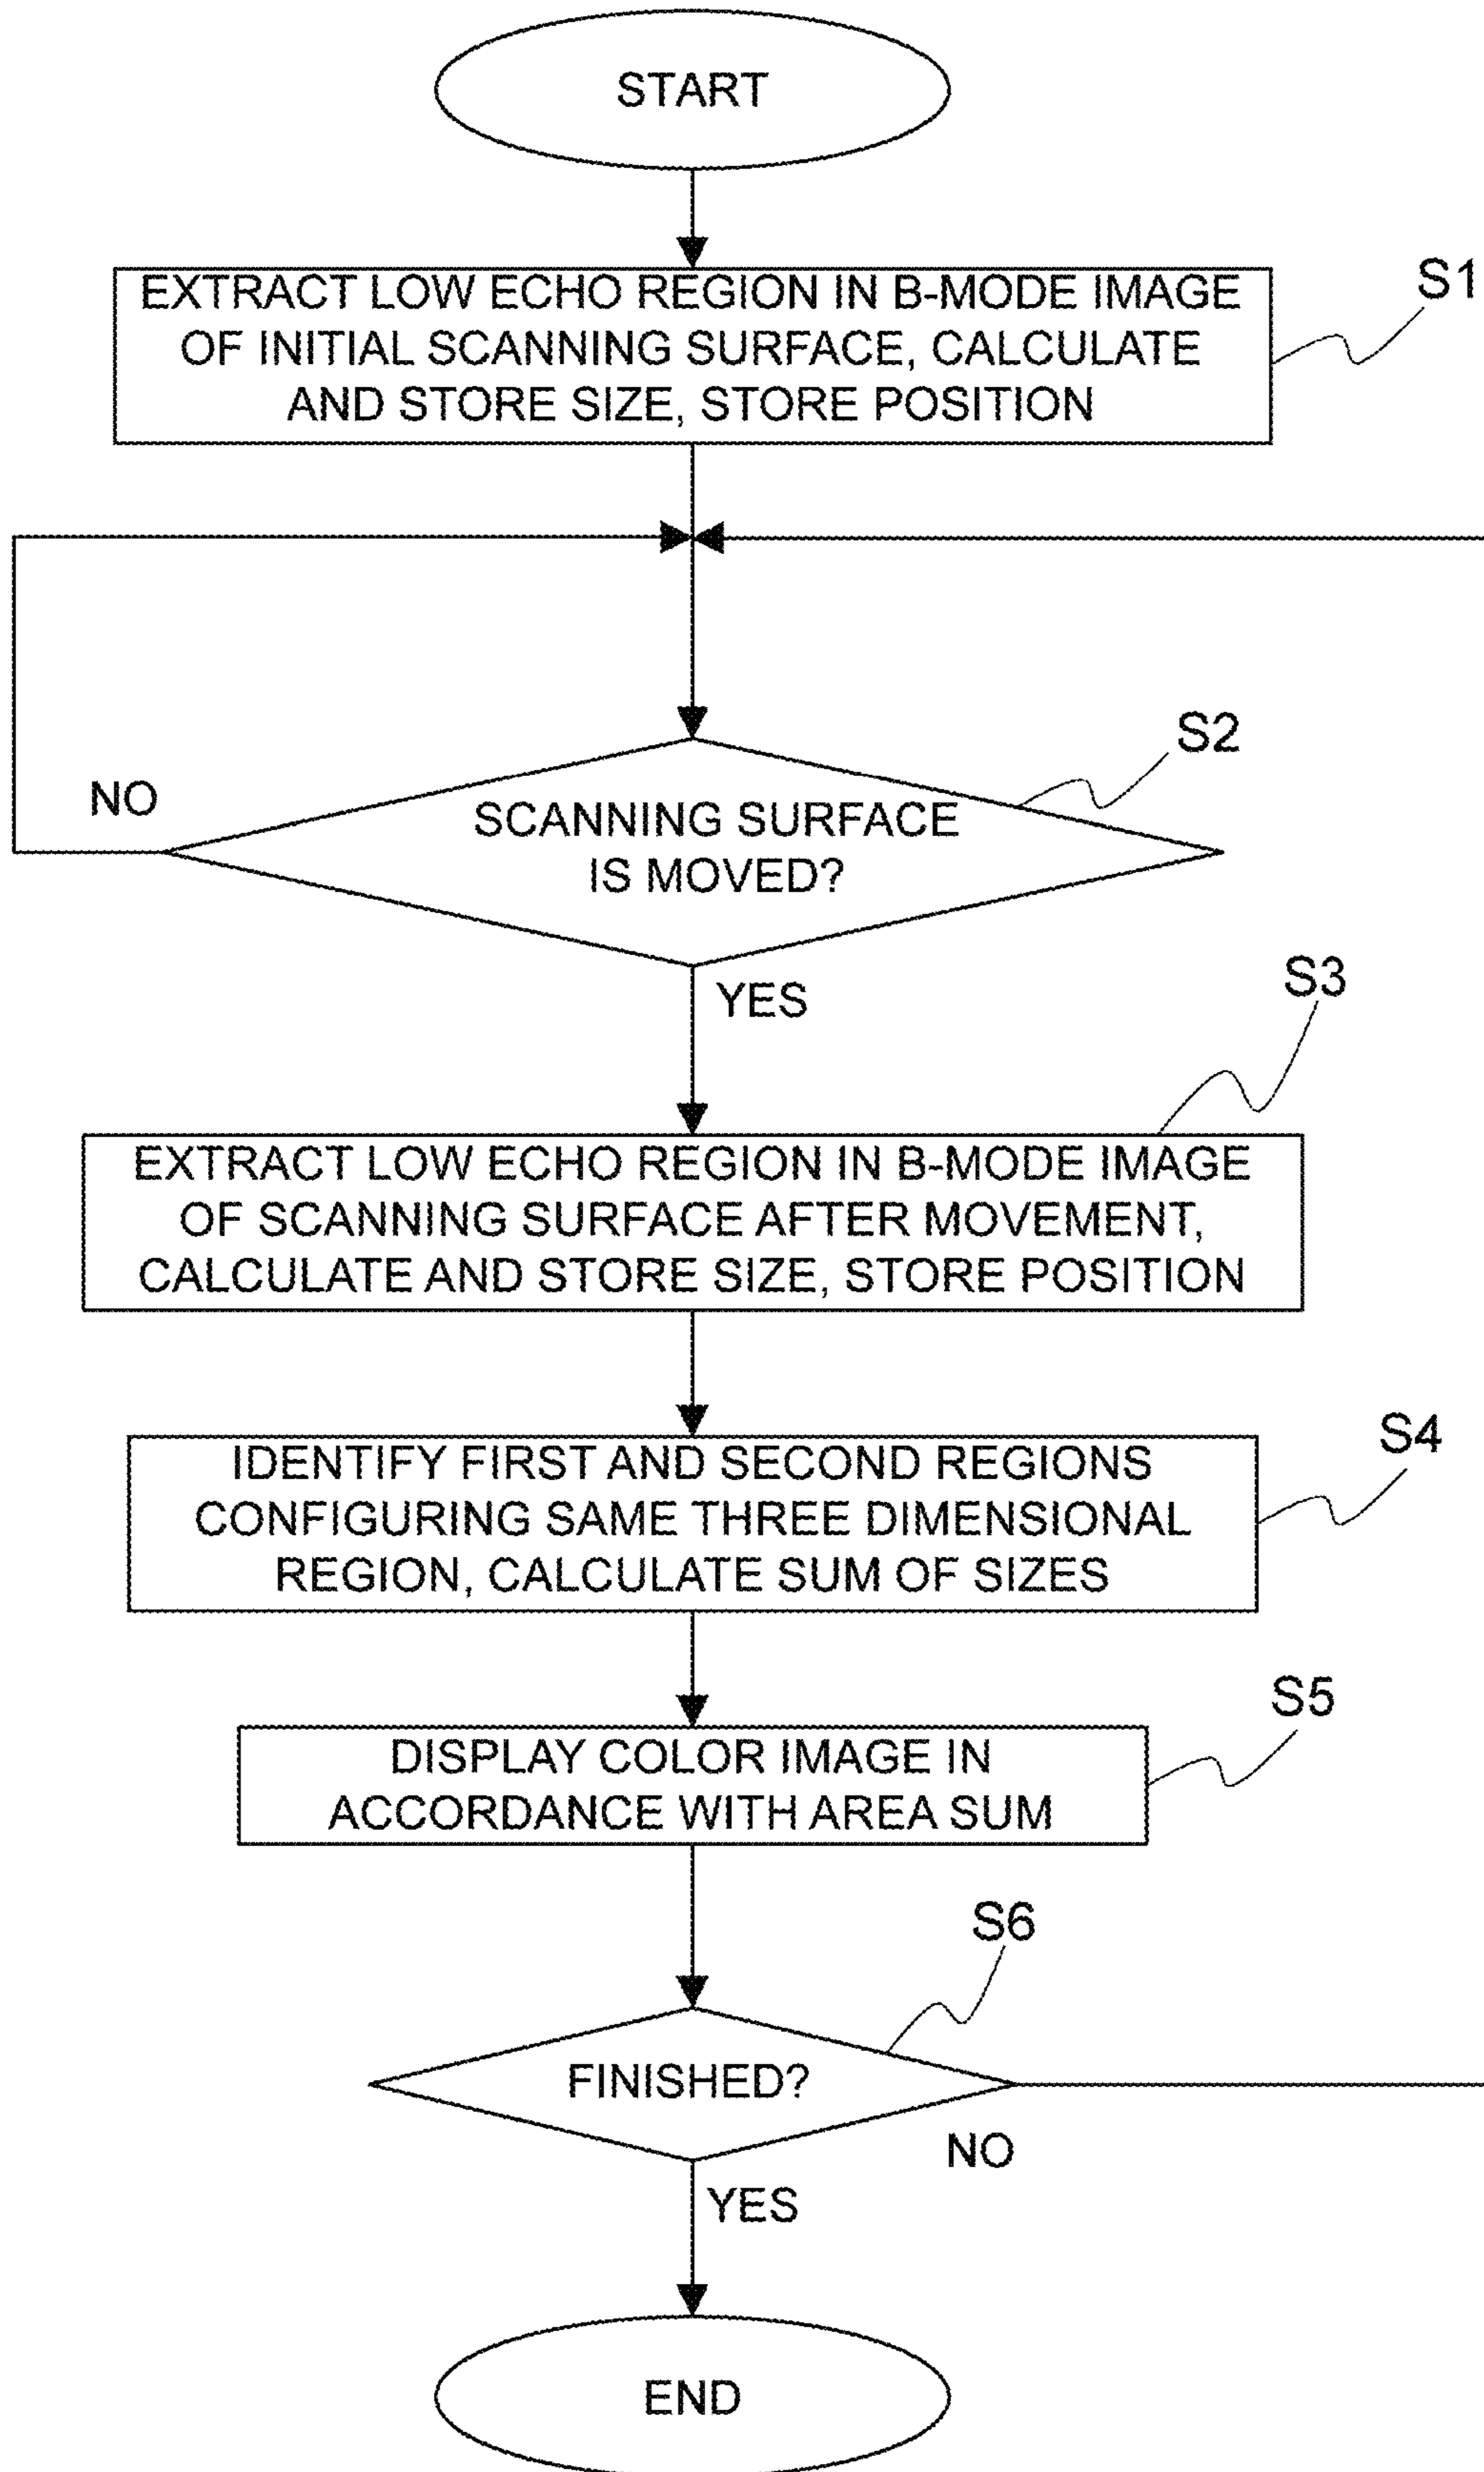 START
EXTRACT LOW ECHO REGION IN B-MODE IMAGE
OF INITIAL SCANNING SURFACE, CALCULATE
AND STORE SIZE, STORE POSITION
S1
S2
NO
SCANNING SURFACE
IS MOVED?
YES
S3
EXTRACT LOW ECHO REGION IN B-MODE IMAGE
OF SCANNING SURFACE AFTER MOVEMENT,
CALCULATE AND STORE SIZE, STORE POSITION
S4
IDENTIFY FIRST AND SECOND REGIONS
CONFIGURING SAME THREE DIMENSIONAL
REGION, CALCULATE SUM OF SIZES
S5
DISPLAY COLOR IMAGE IN
ACCORDANCE WITH AREA SUM
S6
FINISHED?
NO
YES
END